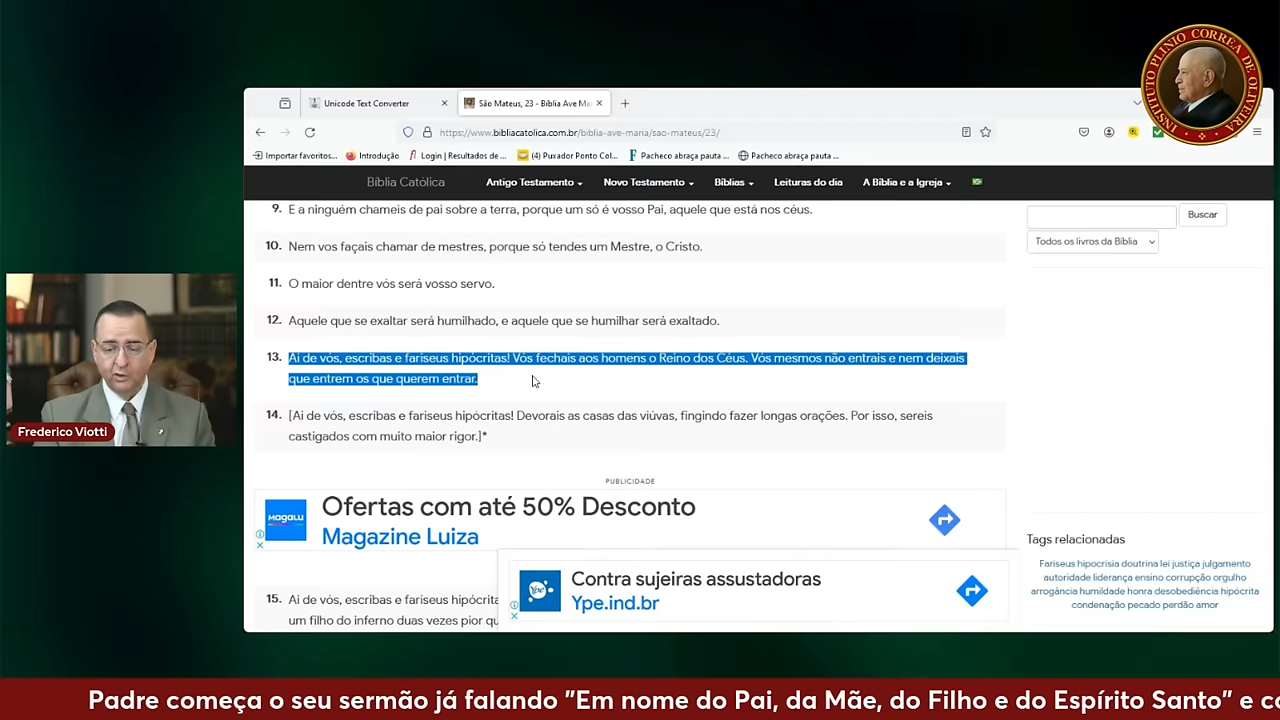 INSTITUTO PLINIO CORRÊA DE OLIVEIRA
Unicode Text Converter
São Mateus, 23 - Bíblia Ave Ma
https://www.bibliacatolica.com.br/biblia-ave-maria/sao-mateus/23/
Importar favoritos... Introdução Login | Resultados de ... (4) Puxador Ponto Col... Pacheco abraça pauta ... Pacheco abraça pauta ...
Bíblia Católica Antigo Testamento Novo Testamento Bíblias Leituras do dia A Bíblia e a Igreja
9. E a ninguém chameis de pai sobre a terra, porque um só é vosso Pai, aquele que está nos céus.
Buscar
10. Nem vos façais chamar de mestres, porque só tendes um Mestre, o Cristo.
Todos os livros da Bíblia
11. O maior dentre vós será vosso servo.
12. Aquele que se exaltar será humilhado, e aquele que se humilhar será exaltado.
13. Ai de vós, escribas e fariseus hipócritas! Vós fechais aos homens o Reino dos Céus. Vós mesmos não entrais e nem deixais
que entrem os que querem entrar.
14. [Ai de vós, escribas e fariseus hipócritas! Devorais as casas das viúvas, fingindo fazer longas orações. Por isso, sereis
castigados com muito maior rigor.]*
Frederico Viotti
PUBLICIDADE
MAGALU
Ofertas com até 50% Desconto
Magazine Luiza
Ypê
Contra sujeiras assustadoras
Ype.ind.br
Tags relacionadas
Fariseus hipocrisia doutrina lei justiça julgamento
autoridade liderança ensino corrupção orgulho
arrogância humildade honra desobediência hipócrita
condenação pecado perdão amor
15. Ai de vós, escribas e fariseus hipócrita
um filho do inferno duas vezes pior qu
Padre começa o seu sermão já falando "Em nome do Pai, da Mãe, do Filho e do Espírito Santo" e co